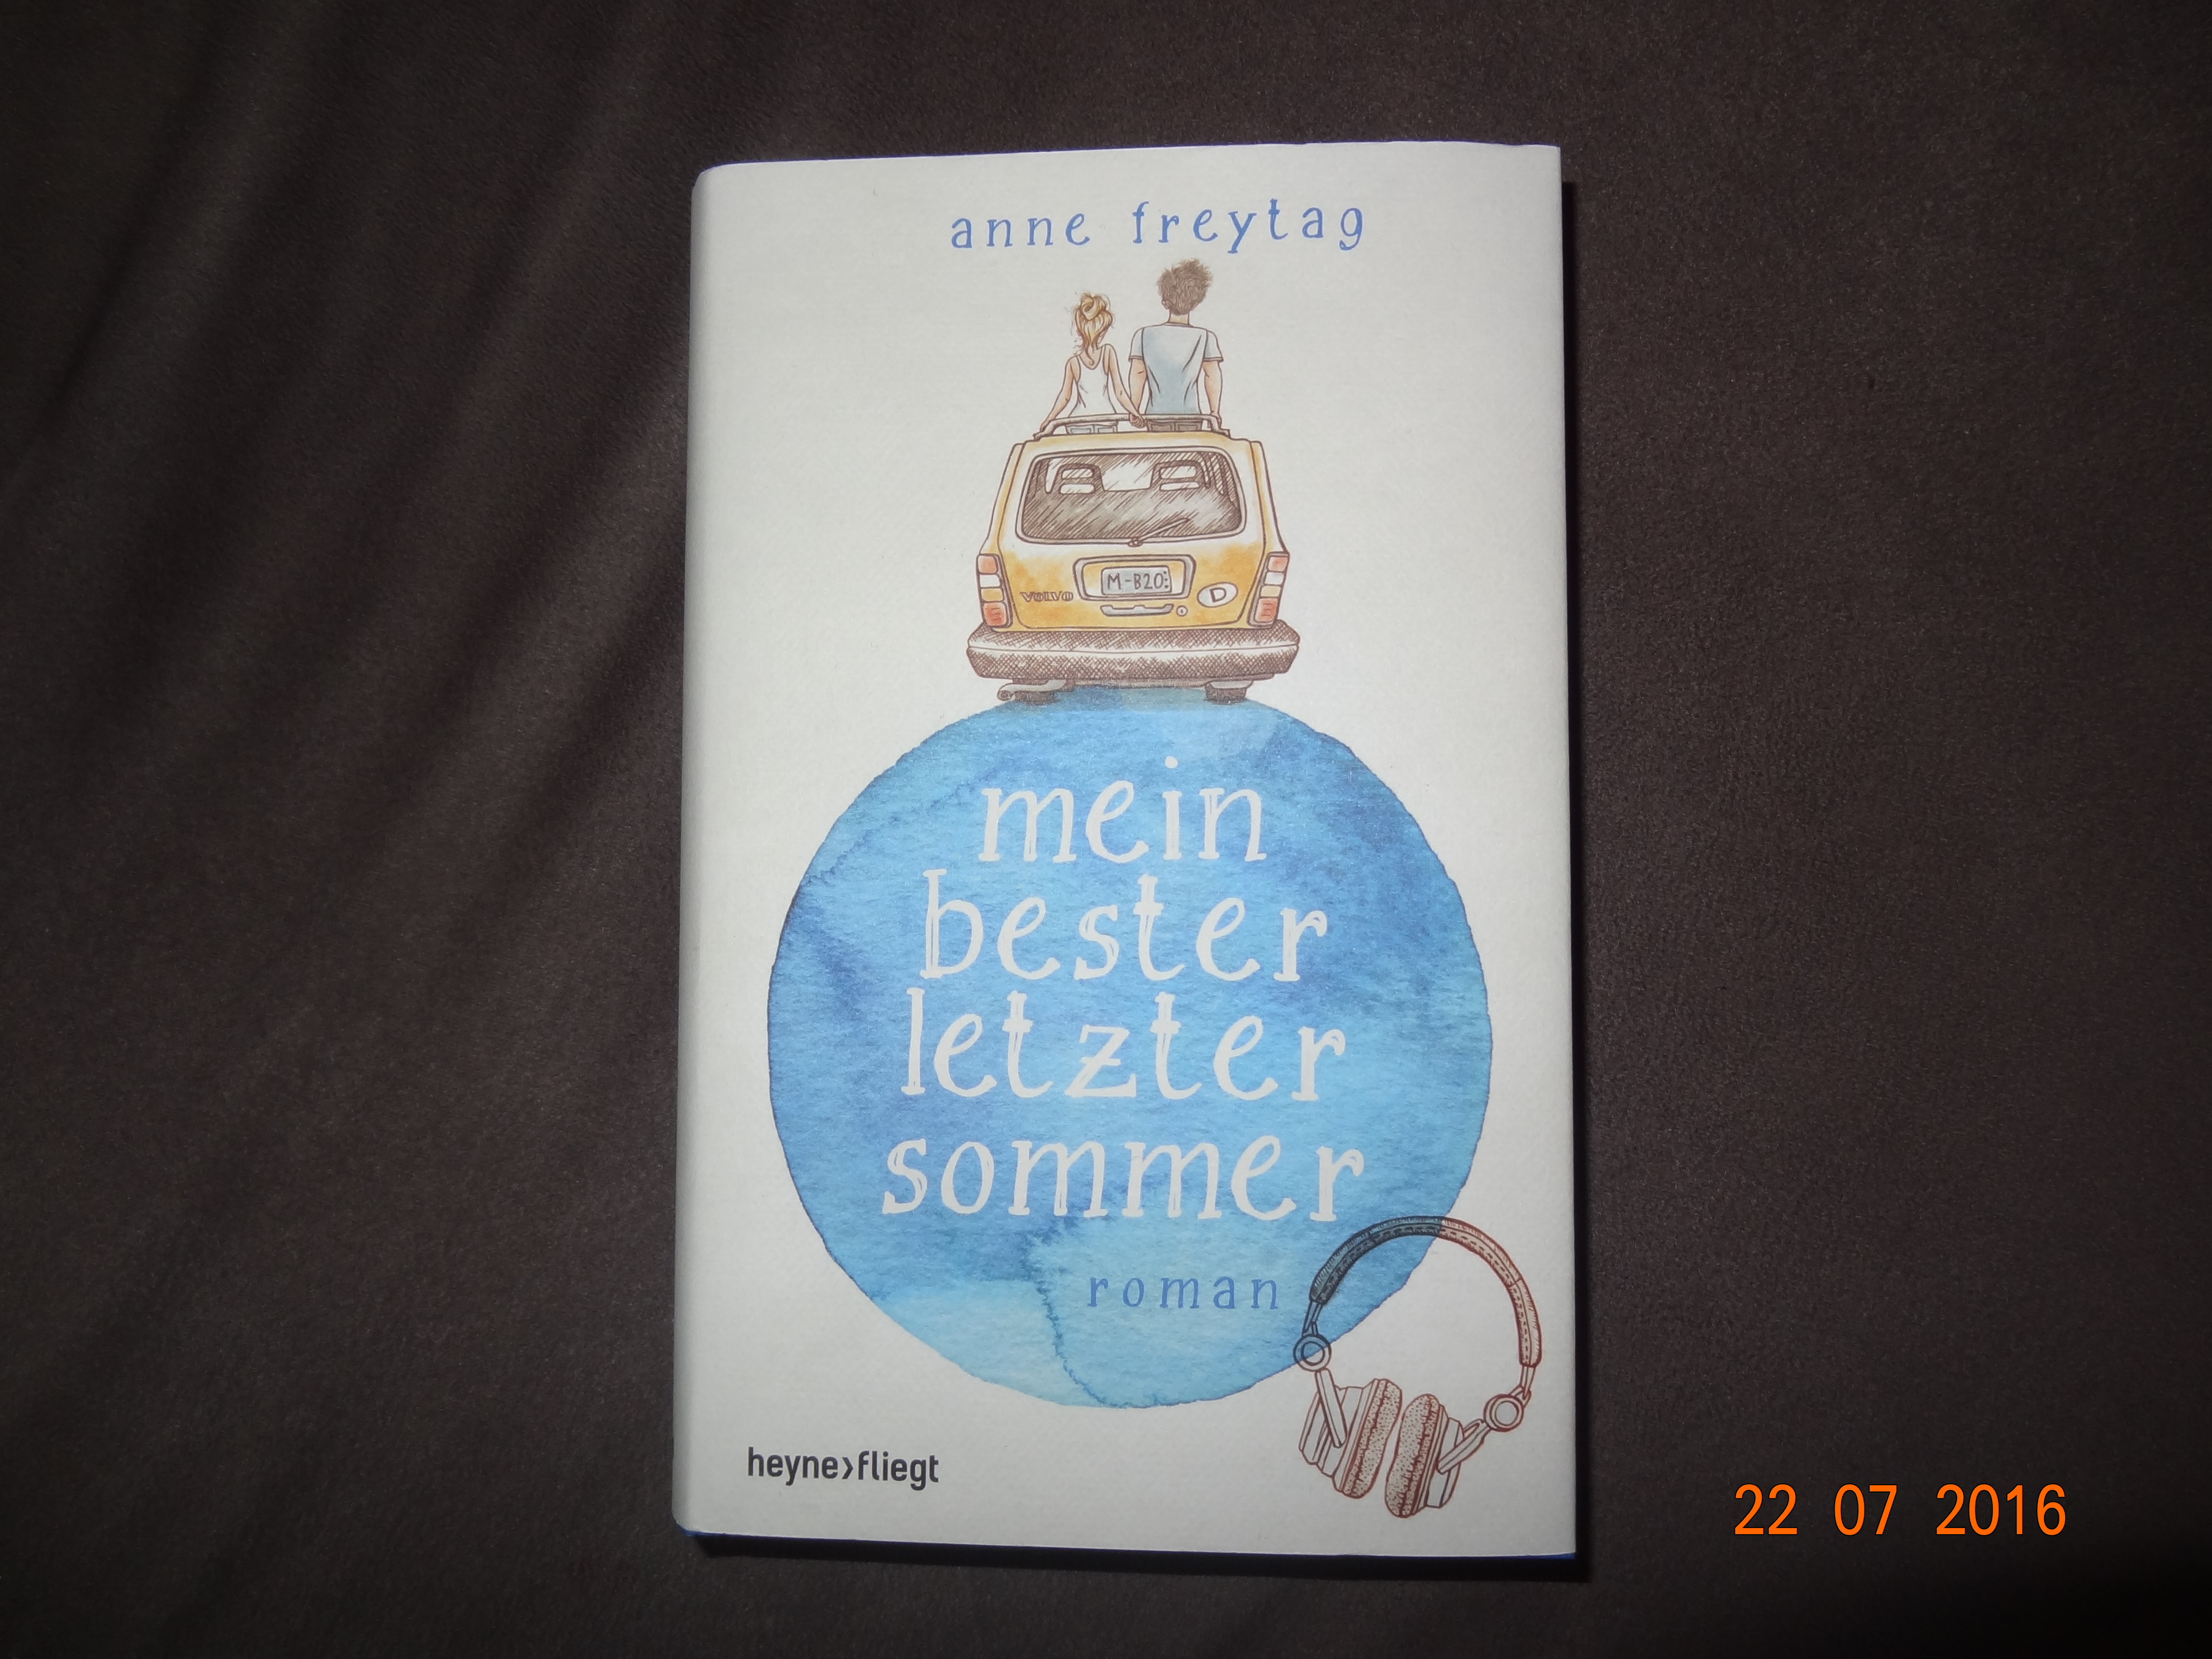 anne freytag
VOLVO
M-B20
D
mein
bester
letzter
sommer
roman
heyne>fliegt
22 07 2016